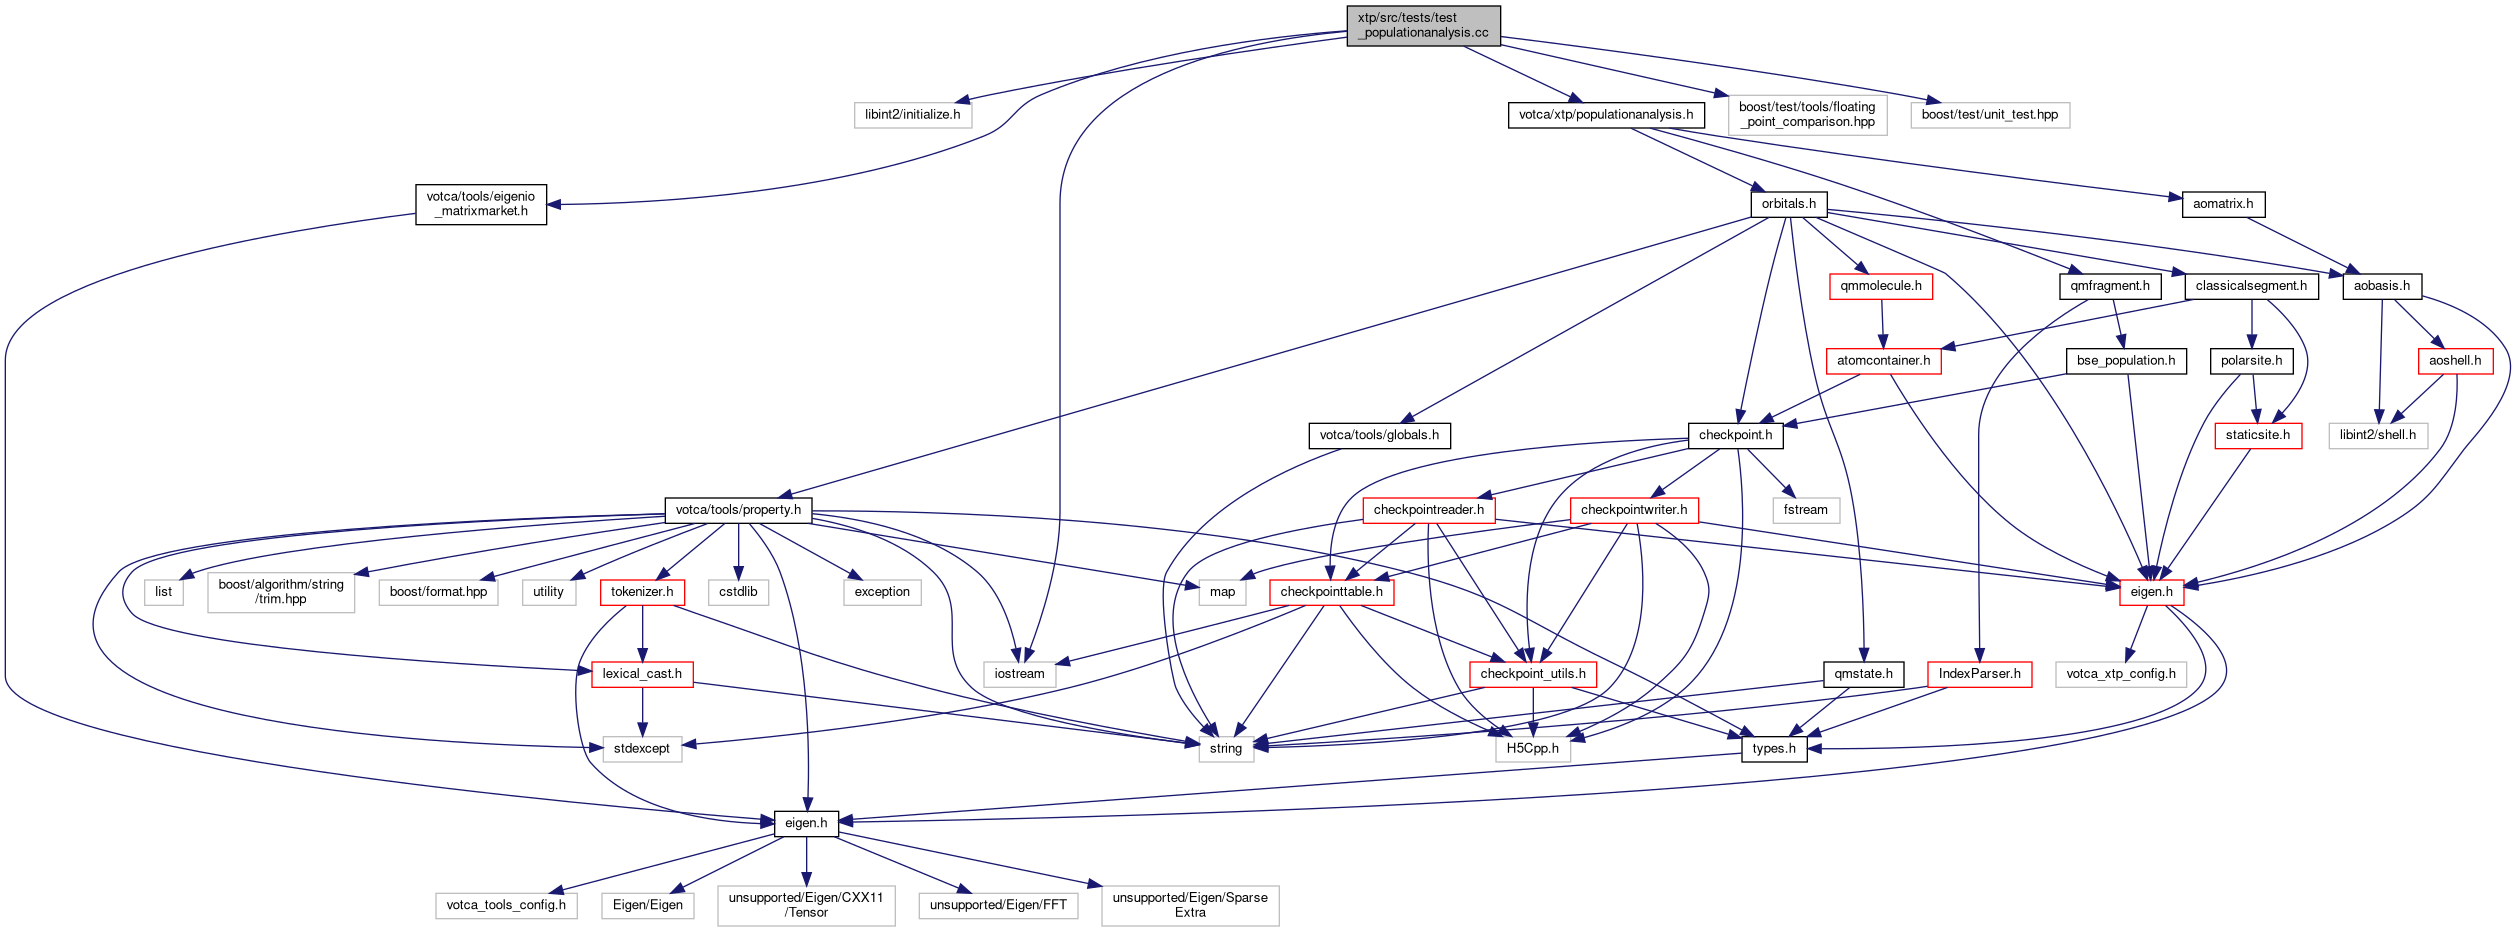 xtp/src/tests/test
_populationanalysis.cc
libint2/initialize.h
votca/xtp/populationanalysis.h
boost/test/tools/floating
_point_comparison.hpp
boost/test/unit_test.hpp
votca/tools/eigenio
_matrixmarket.h
orbitals.h
aomatrix.h
qmmolecule.h
qmfragment.h
classicalsegment.h
aobasis.h
atomcontainer.h
bse_population.h
polarsite.h
aoshell.h
votca/tools/globals.h
checkpoint.h
staticsite.h
libint2/shell.h
votca/tools/property.h
checkpointreader.h
checkpointwriter.h
fstream
list
boost/algorithm/string
/trim.hpp
boost/format.hpp
utility
tokenizer.h
cstdlib
exception
map
checkpointtable.h
eigen.h
lexical_cast.h
iostream
checkpoint_utils.h
qmstate.h
IndexParser.h
votca_xtp_config.h
stdexcept
string
H5Cpp.h
types.h
eigen.h
votca_tools_config.h
Eigen/Eigen
unsupported/Eigen/CXX11
/Tensor
unsupported/Eigen/FFT
unsupported/Eigen/Sparse
Extra